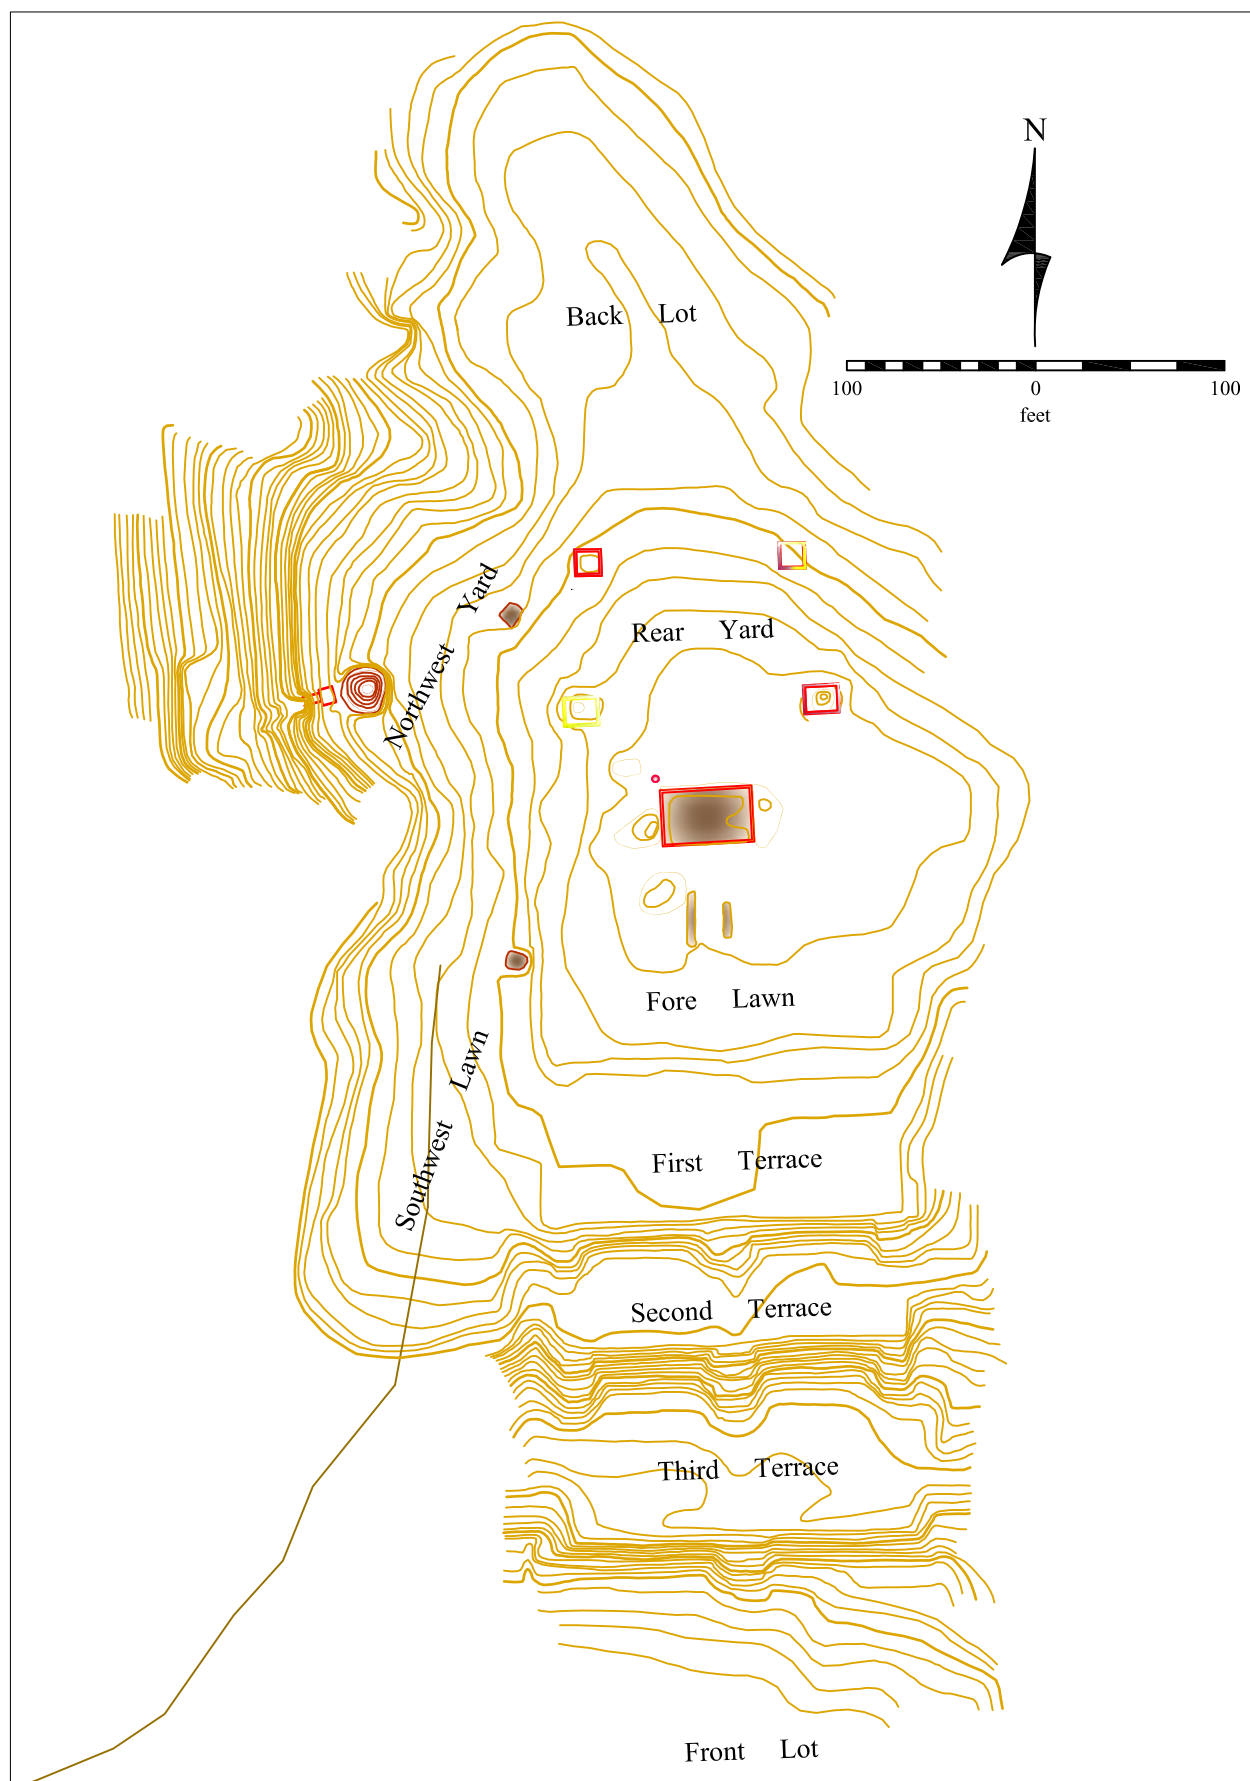 N
Back Lot
100 0 100
feet
Northwest Yard
Rear Yard
Fore Lawn
Southwest Lawn
First Terrace
Second Terrace
Third Terrace
Front Lot